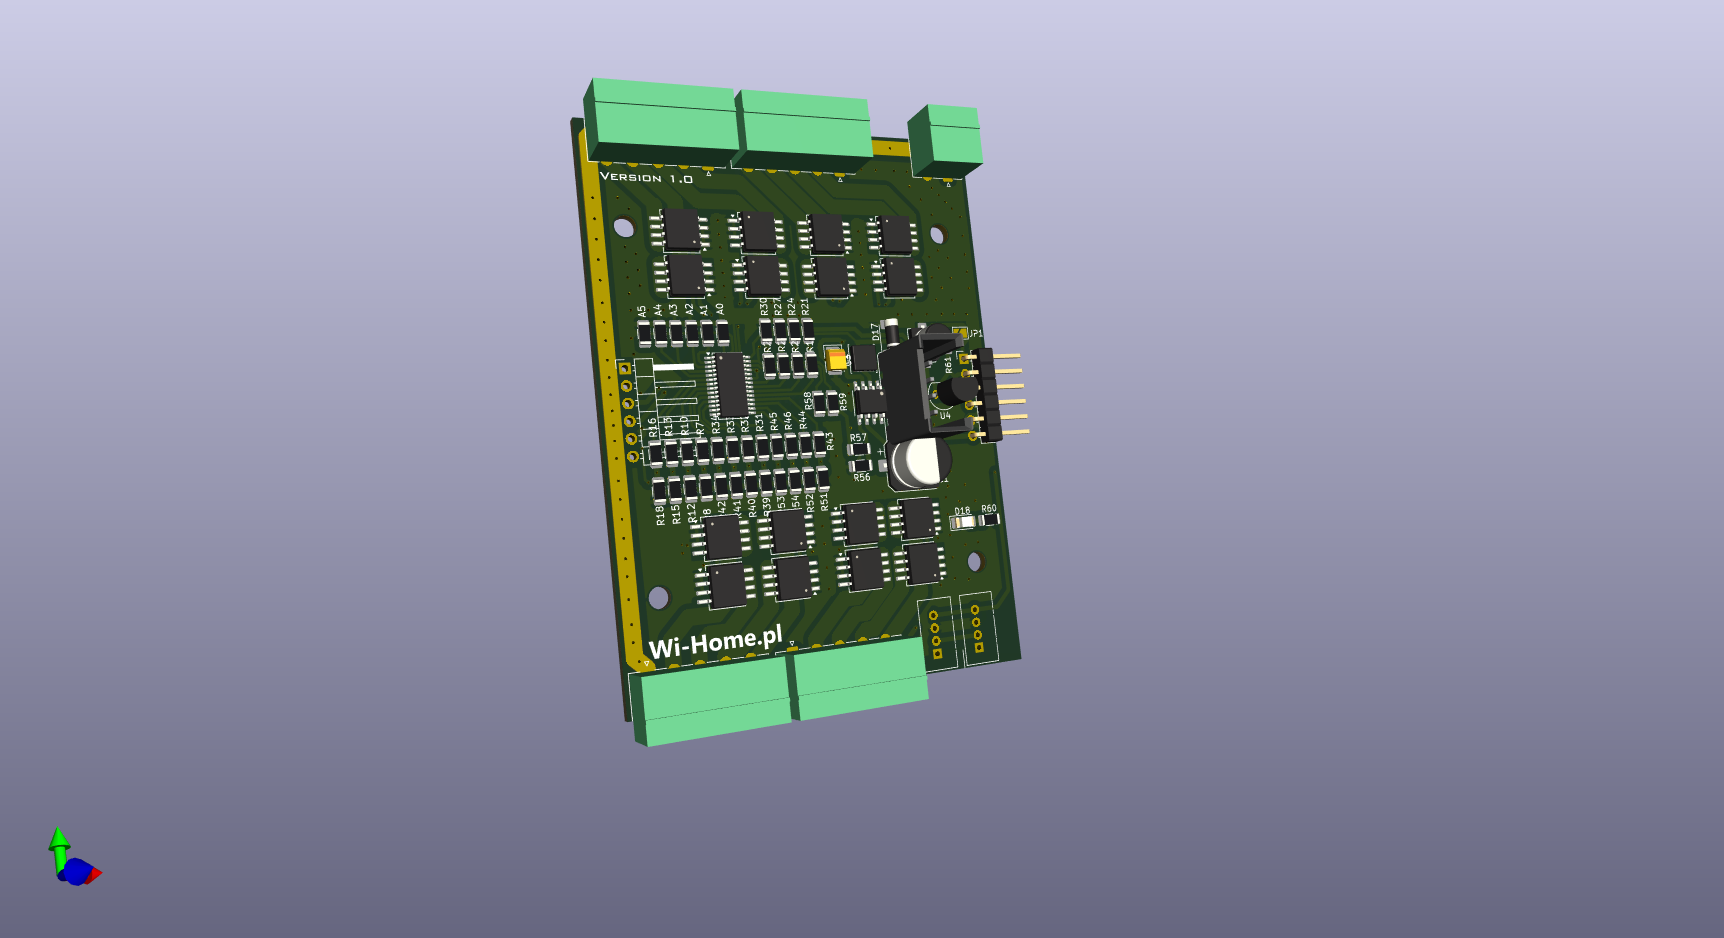 VERSION 1.0
A5 A4 A3 A2 A1 A0
R30 R27 R24 R21
D17
JP1
R61
R58 R59
U4
R16 R13 R10 R7 R31 R45 R46 R44
R43
R57
R56
R18 R15 R12 R40 R39 R52 R51
D18 R60
Wi-Home.pl